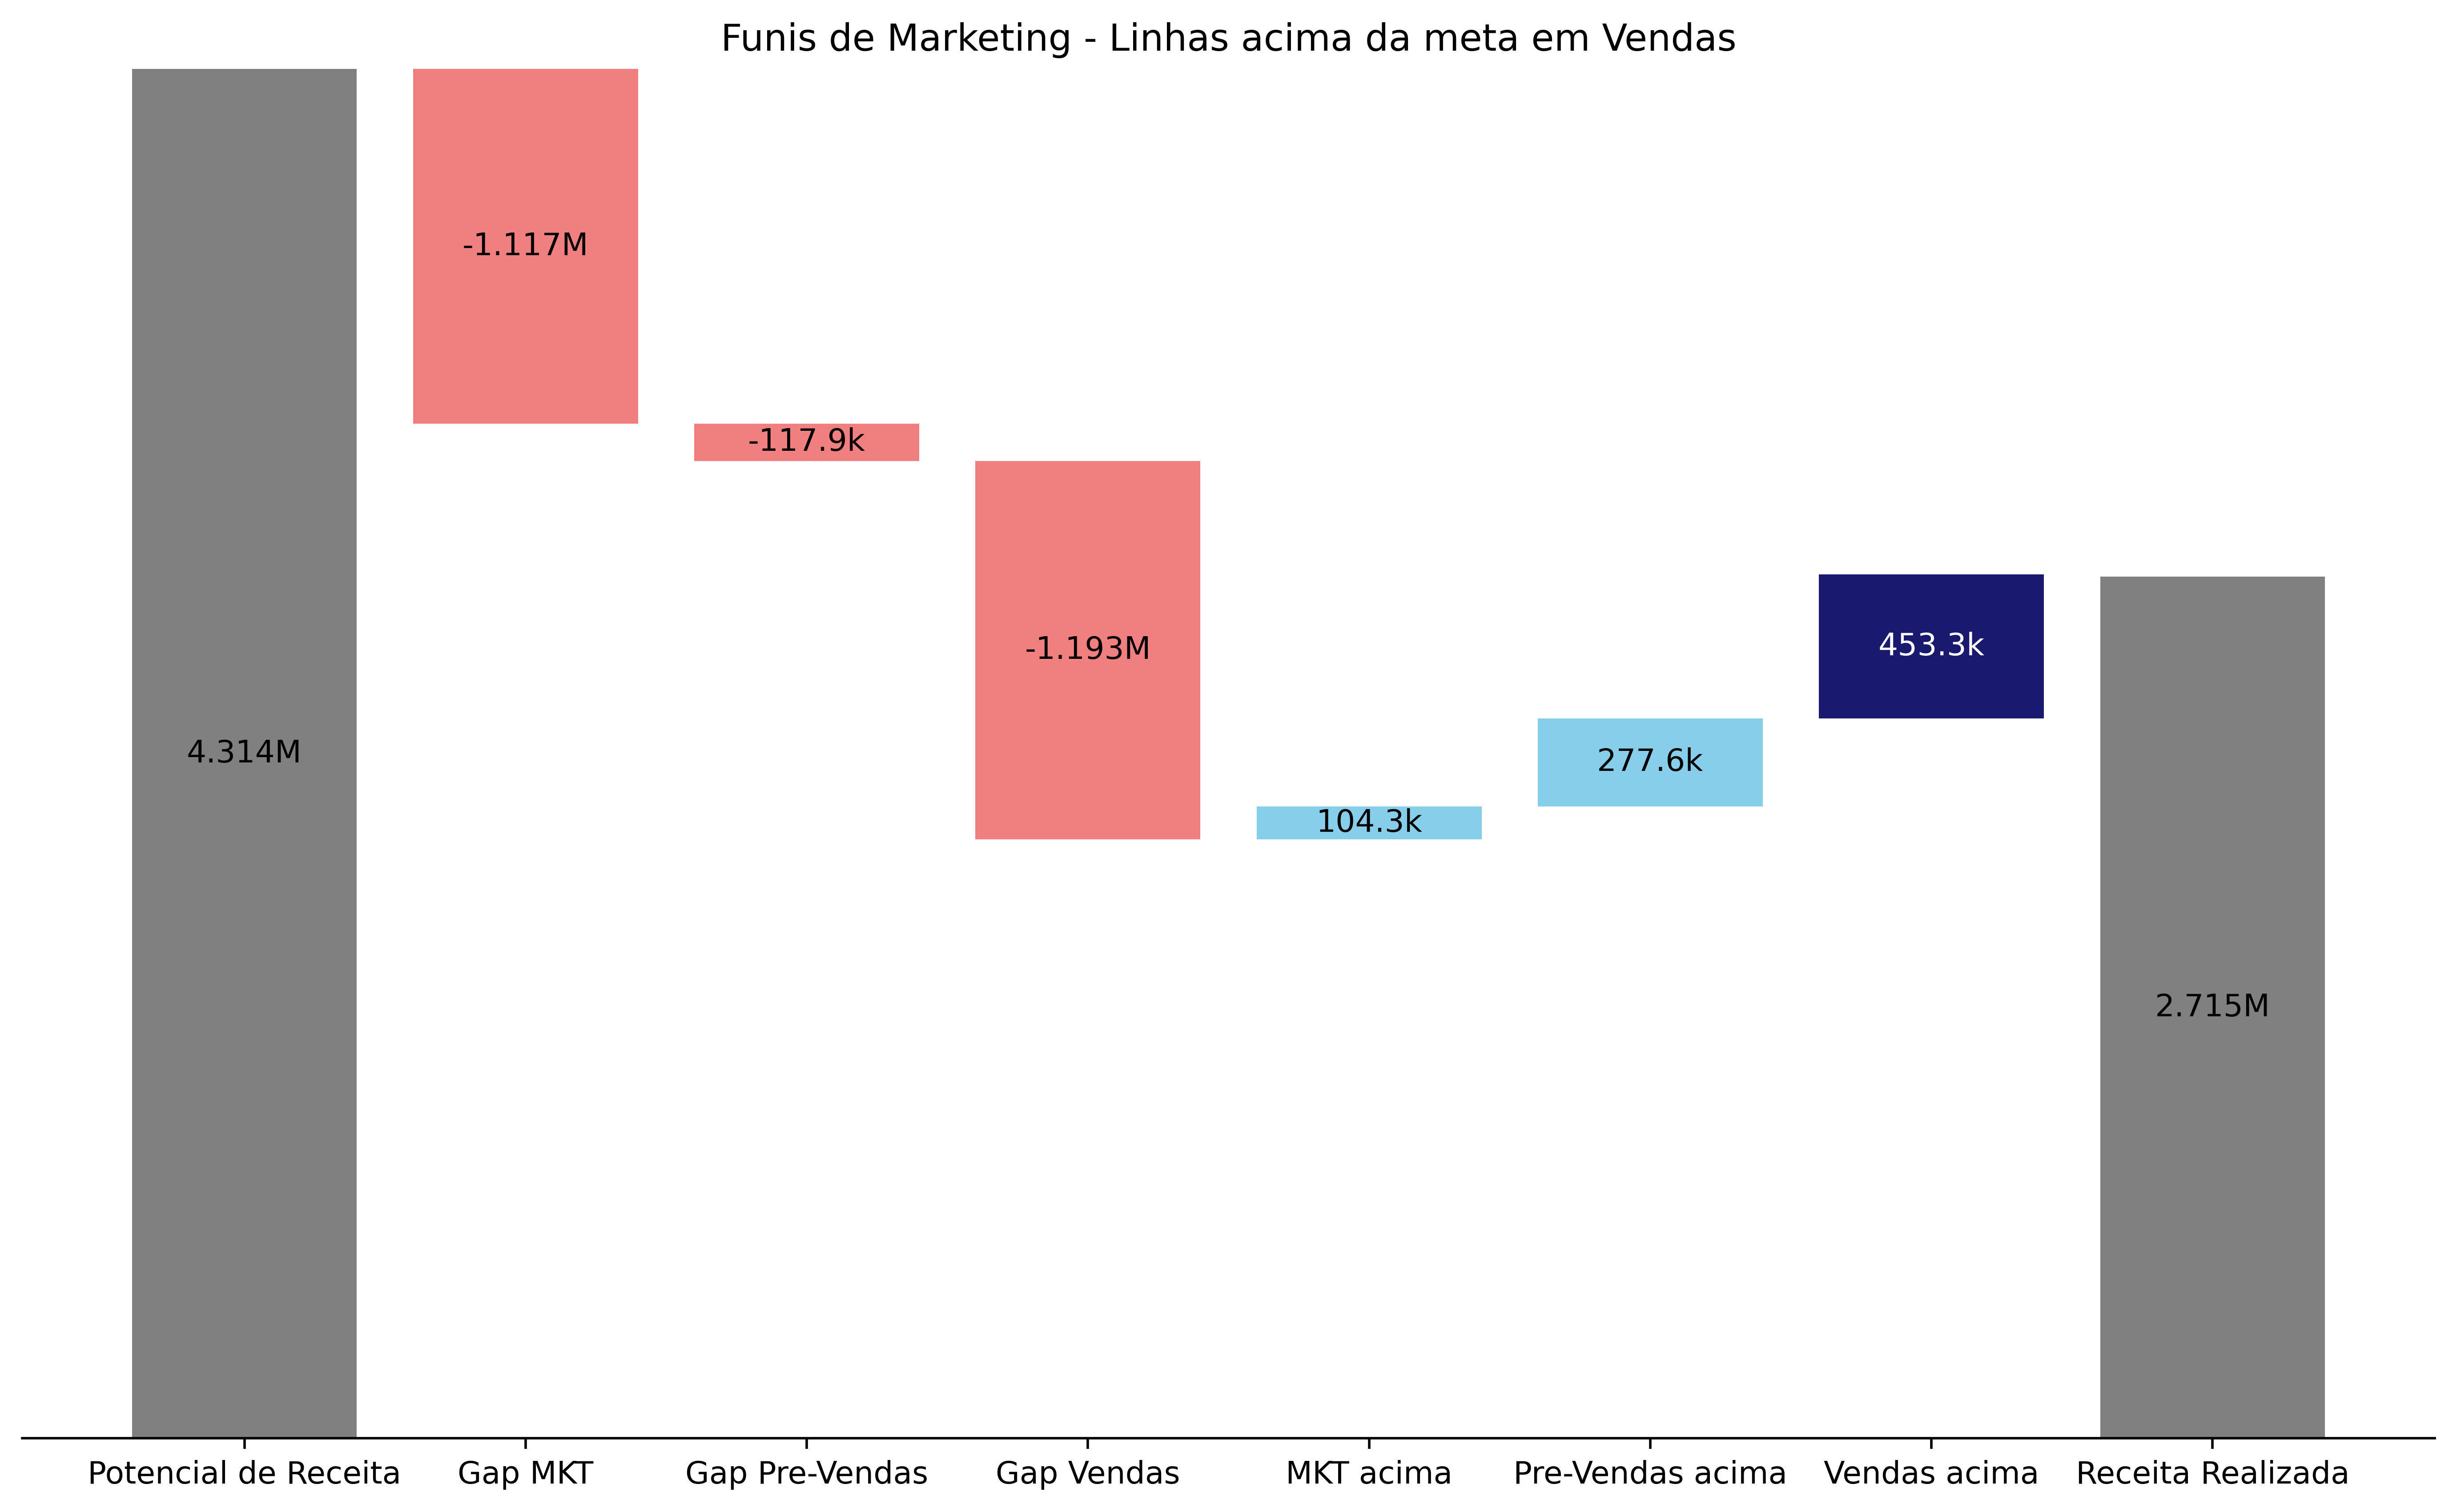 Funis de Marketing - Linhas acima da meta em Vendas
-1.117M
-117.9k
-1.193M
453.3k
4.314M
277.6k
104.3k
2.715M
Potencial de Receita
Gap MKT
Gap Pre-Vendas
Gap Vendas
MKT acima
Pre-Vendas acima
Vendas acima
Receita Realizada